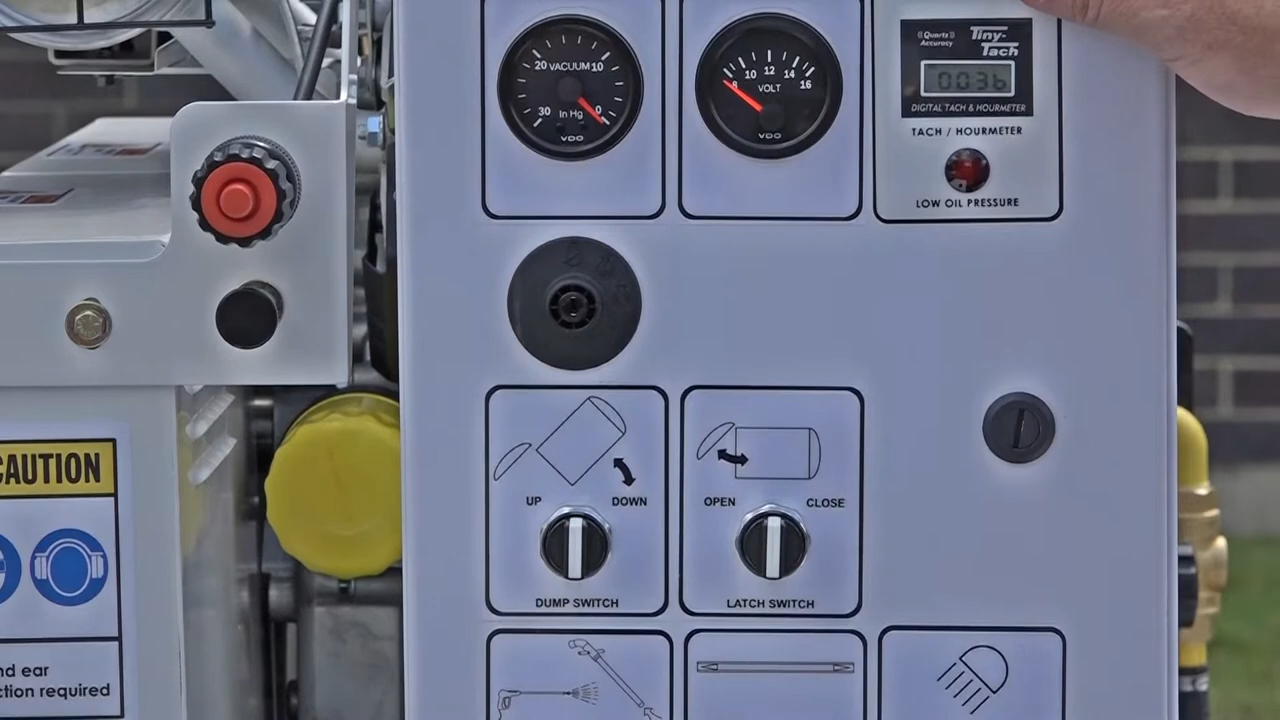 20 VACUUM 10
30 In Hg 0
VDO
8 10 12 14 16
VOLT
VDO
Quartz
Accuracy
Tiny-
Tach
DIGITAL TACH & HOURMETER
TACH / HOURMETER
LOW OIL PRESSURE
UP DOWN
DUMP SWITCH
OPEN CLOSE
LATCH SWITCH
CAUTION
nd ear
ction required